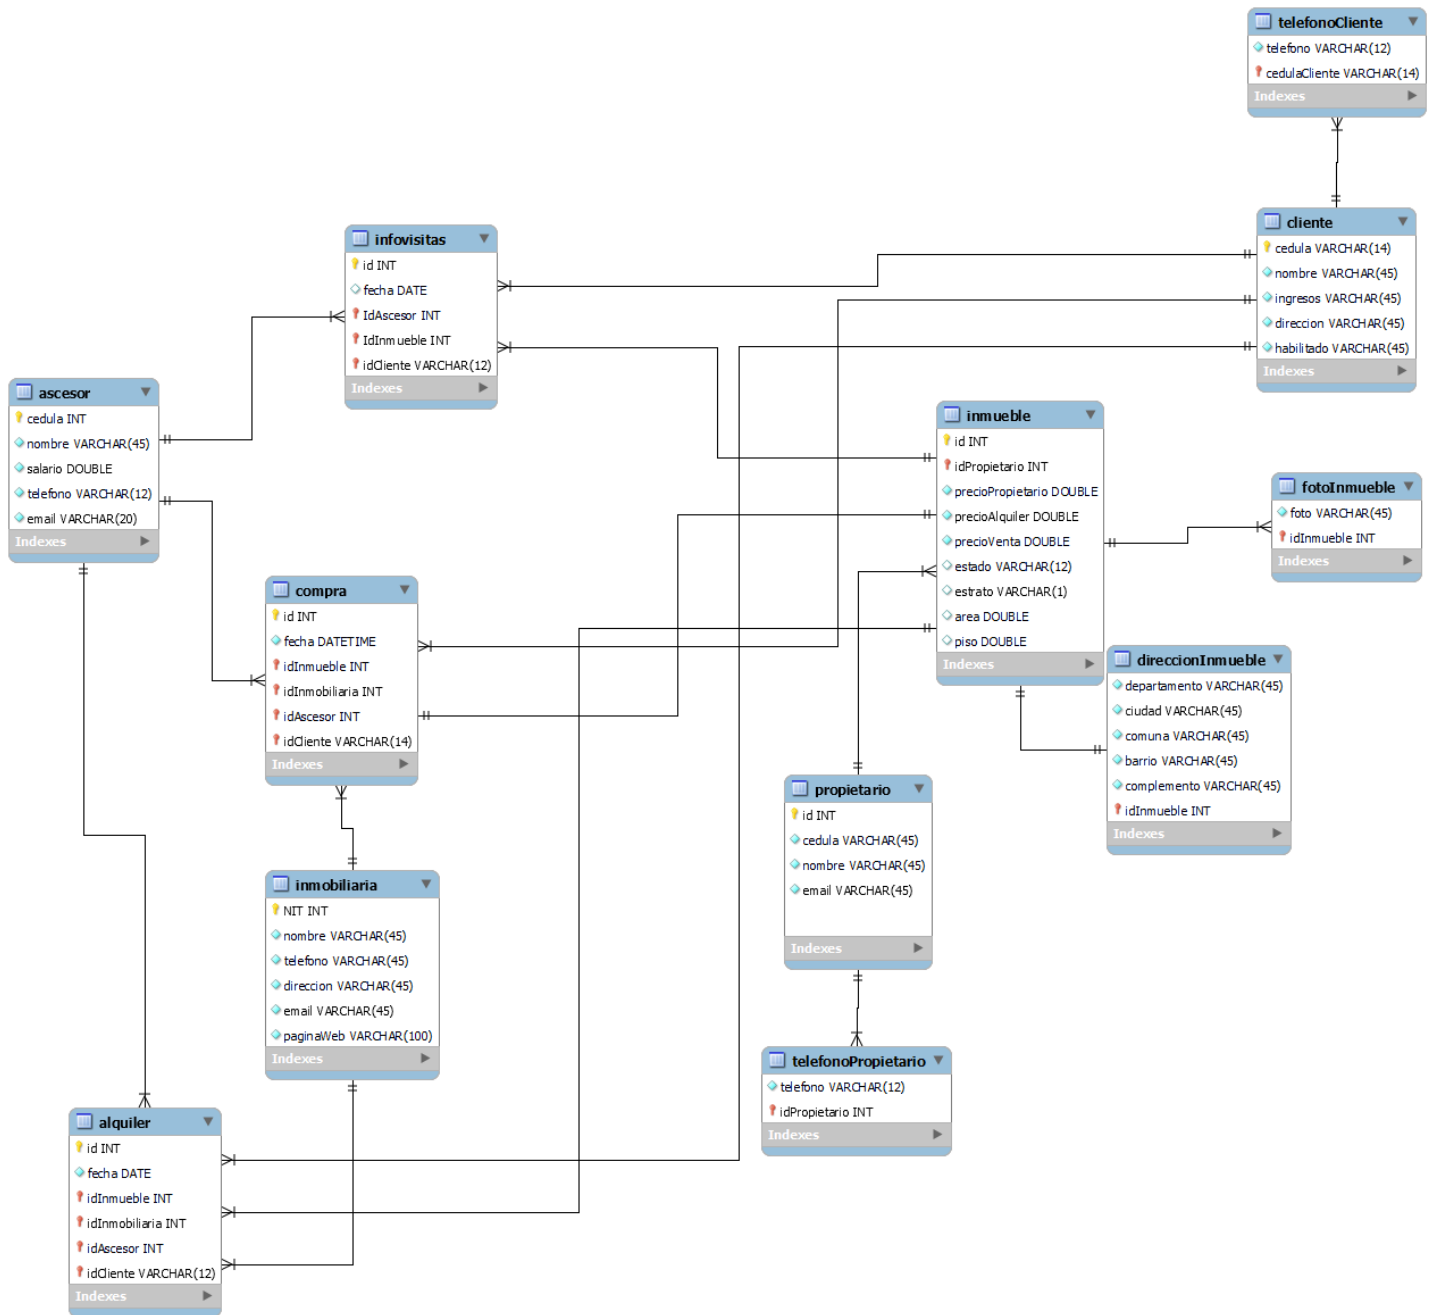 telefonoCliente
telefono VARCHAR(12)
cedulaCliente VARCHAR(14)
Indexes
cliente
cedula VARCHAR(14)
nombre VARCHAR(45)
ingresos VARCHAR(45)
direccion VARCHAR(45)
habilitado VARCHAR(45)
Indexes
infovisitas
id INT
fecha DATE
IdAscesor INT
IdInmueble INT
idCliente VARCHAR(12)
Indexes
ascesor
cedula INT
nombre VARCHAR(45)
salario DOUBLE
telefono VARCHAR(12)
email VARCHAR(20)
Indexes
inmueble
id INT
idPropietario INT
precioPropietario DOUBLE
precioAlquiler DOUBLE
precioVenta DOUBLE
estado VARCHAR(12)
estrato VARCHAR(1)
area DOUBLE
piso DOUBLE
Indexes
fotoInmueble
foto VARCHAR(45)
idInmueble INT
Indexes
compra
id INT
fecha DATETIME
idInmueble INT
idInmobiliaria INT
idAscesor INT
idCliente VARCHAR(14)
Indexes
direccionInmueble
departamento VARCHAR(45)
ciudad VARCHAR(45)
comuna VARCHAR(45)
barrio VARCHAR(45)
complemento VARCHAR(45)
idInmueble INT
Indexes
propietario
id INT
cedula VARCHAR(45)
nombre VARCHAR(45)
email VARCHAR(45)
Indexes
inmobiliaria
NIT INT
nombre VARCHAR(45)
telefono VARCHAR(45)
direccion VARCHAR(45)
email VARCHAR(45)
paginaWeb VARCHAR(100)
Indexes
telefonoPropietario
telefono VARCHAR(12)
idPropietario INT
Indexes
alquiler
id INT
fecha DATE
idInmueble INT
idInmobiliaria INT
idAscesor INT
idCliente VARCHAR(12)
Indexes